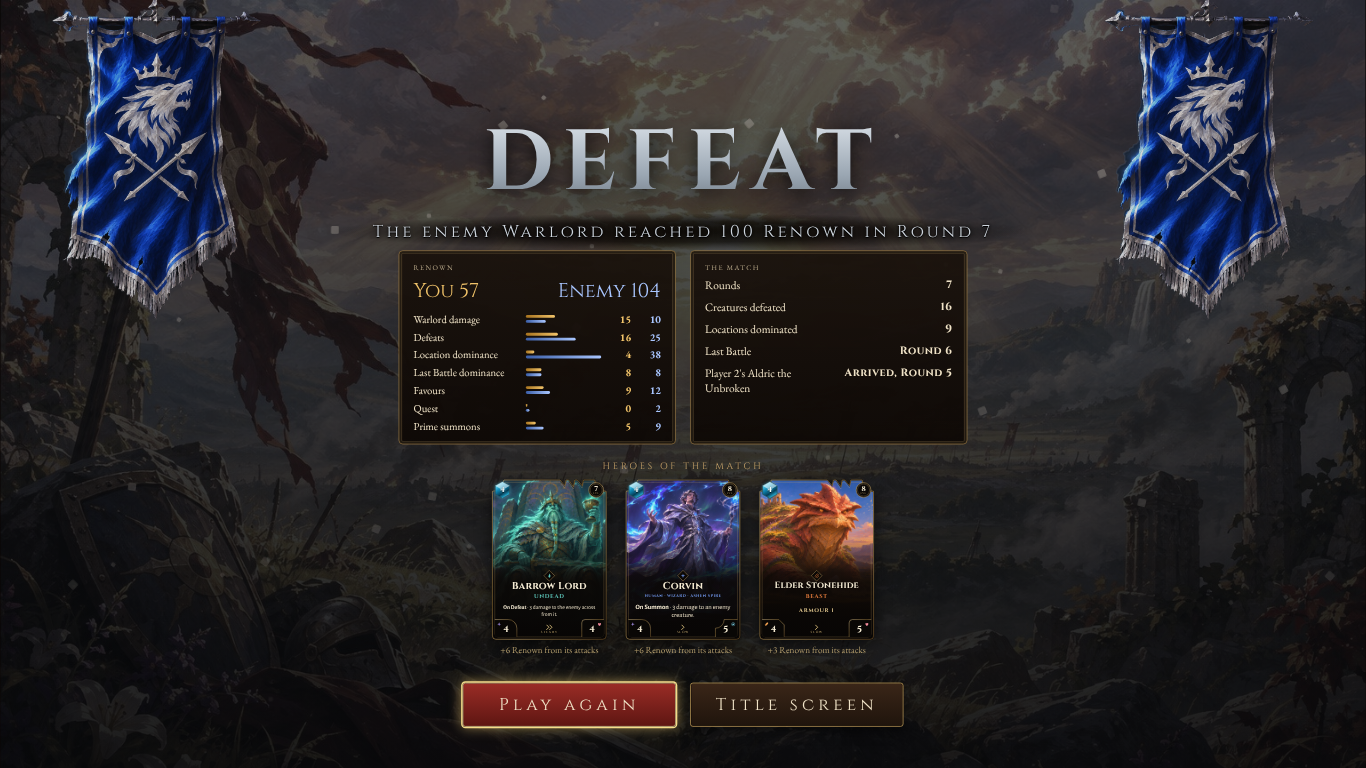 DEFEAT
The enemy Warlord reached 100 Renown in Round 7
RENOWN
You 57 Enemy 104
Warlord damage 15 10
Defeats 16 25
Location dominance 4 38
Last Battle dominance 8 8
Favours 9 12
Quest 0 2
Prime summons 5 9
THE MATCH
Rounds 7
Creatures defeated 16
Locations dominated 9
Last Battle Round 6
Player 2's Aldric the Unbroken Arrived, Round 5
HEROES OF THE MATCH
7
Barrow Lord
UNDEAD
On Defeat · 3 damage to the enemy across
from it.
4 4
+6 Renown from its attacks
8
Corvin
HUMAN · WIZARD · ASHEN SPIRE
On Summon · 3 damage to an enemy
creature.
4 SLOW 5
+6 Renown from its attacks
8
Elder Stonehide
BEAST
ARMOUR 1
4 SLOW 5
+3 Renown from its attacks
Play again
Title screen